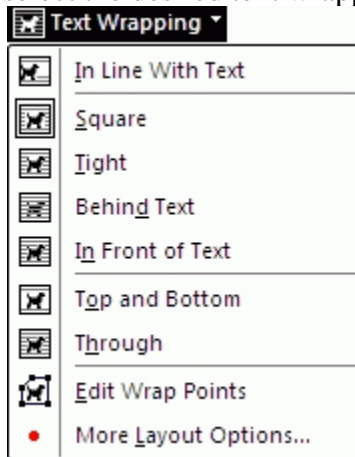 Text Wrapping
In Line With Text
Square
Tight
Behind Text
In Front of Text
Top and Bottom
Through
Edit Wrap Points
More Layout Options...